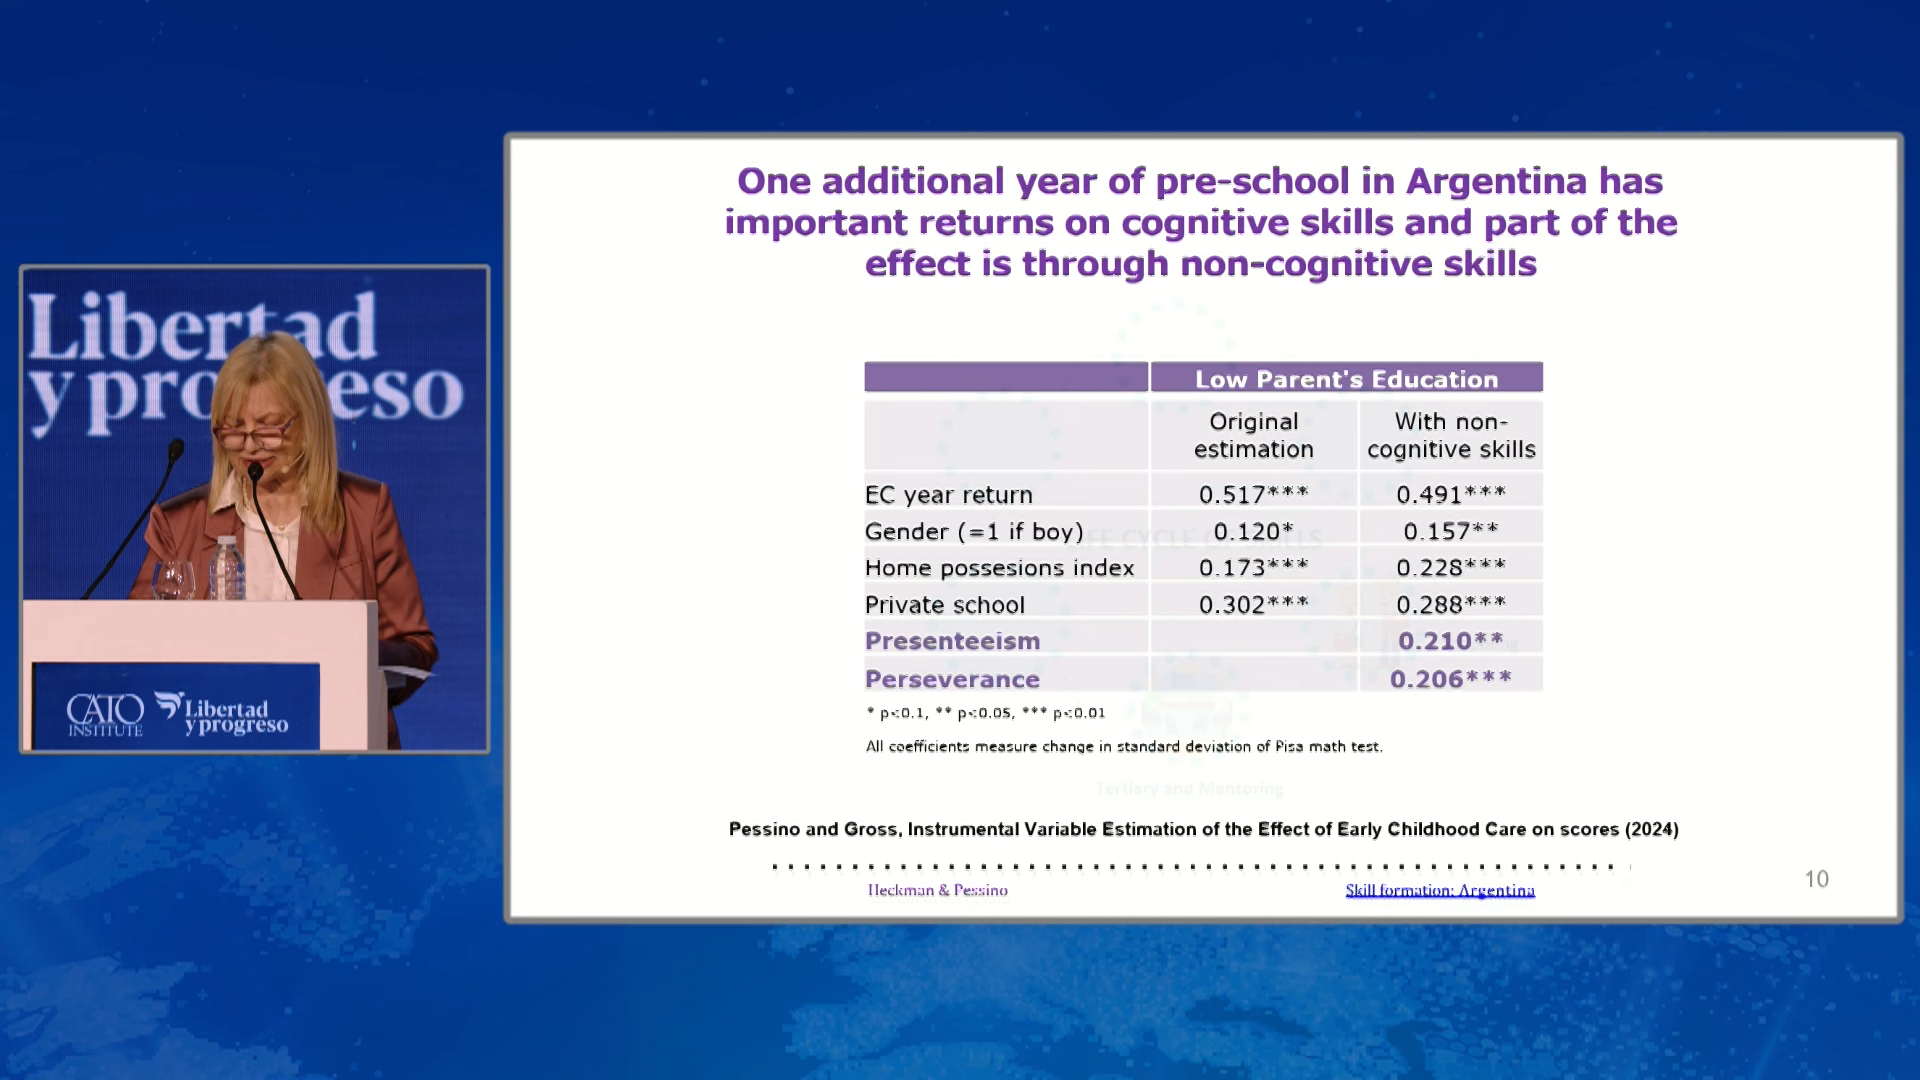 Libertad
y progreso
CATO
INSTITUTE
Libertad
y progreso
One additional year of pre-school in Argentina has
important returns on cognitive skills and part of the
effect is through non-cognitive skills
Low Parent's Education
Original
estimation
With non-
cognitive skills
EC year return 0.517*** 0.491***
Gender (=1 if boy) 0.120* 0.157**
Home possesions index 0.173*** 0.228***
Private school 0.302*** 0.288***
Presenteeism 0.210**
Perseverance 0.206***
* p<0.1, ** p<0.05, *** p<0.01
All coefficients measure change in standard deviation of Pisa math test.
Tertiary and Mentoring
Pessino and Gross, Instrumental Variable Estimation of the Effect of Early Childhood Care on scores (2024)
Heckman & Pessino
Skill formation: Argentina
10